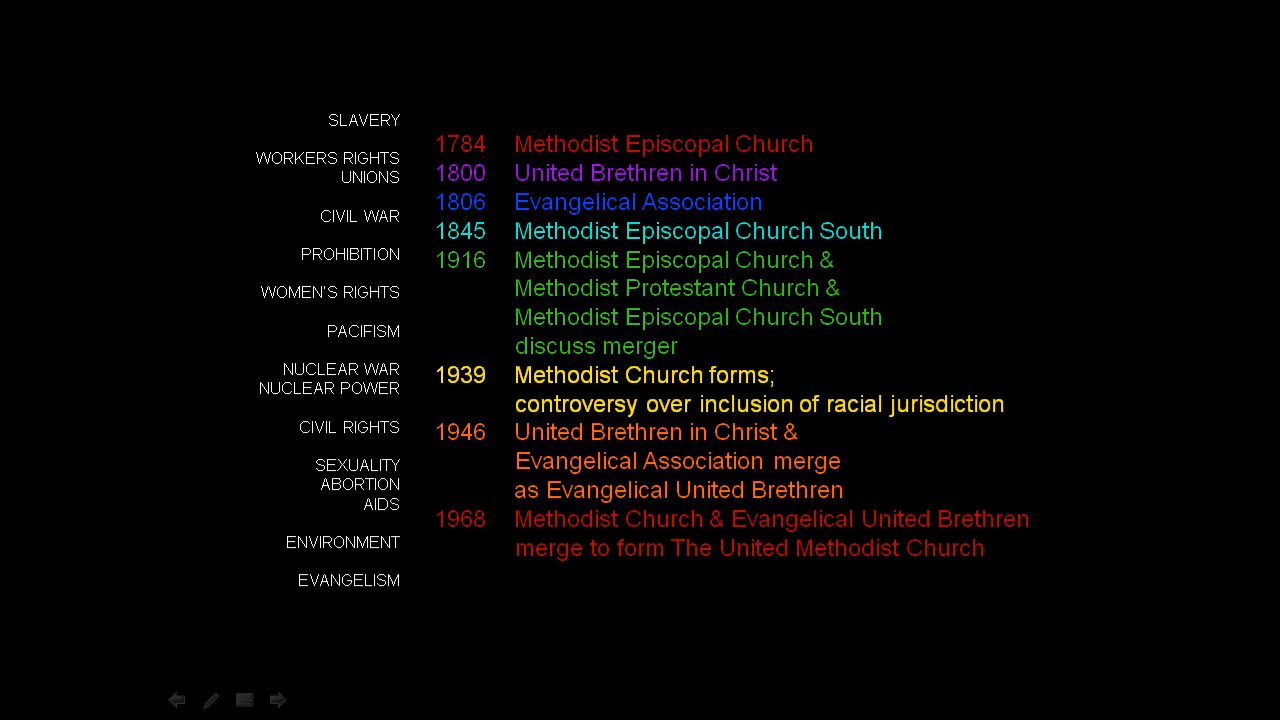 SLAVERY
WORKERS RIGHTS
UNIONS
CIVIL WAR
PROHIBITION
WOMEN'S RIGHTS
PACIFISM
NUCLEAR WAR
NUCLEAR POWER
CIVIL RIGHTS
SEXUALITY
ABORTION
AIDS
ENVIRONMENT
EVANGELISM
1784 Methodist Episcopal Church
1800 United Brethren in Christ
1806 Evangelical Association
1845 Methodist Episcopal Church South
1916 Methodist Episcopal Church &
Methodist Protestant Church &
Methodist Episcopal Church South
discuss merger
1939 Methodist Church forms;
controversy over inclusion of racial jurisdiction
1946 United Brethren in Christ &
Evangelical Association merge
as Evangelical United Brethren
1968 Methodist Church & Evangelical United Brethren
merge to form The United Methodist Church